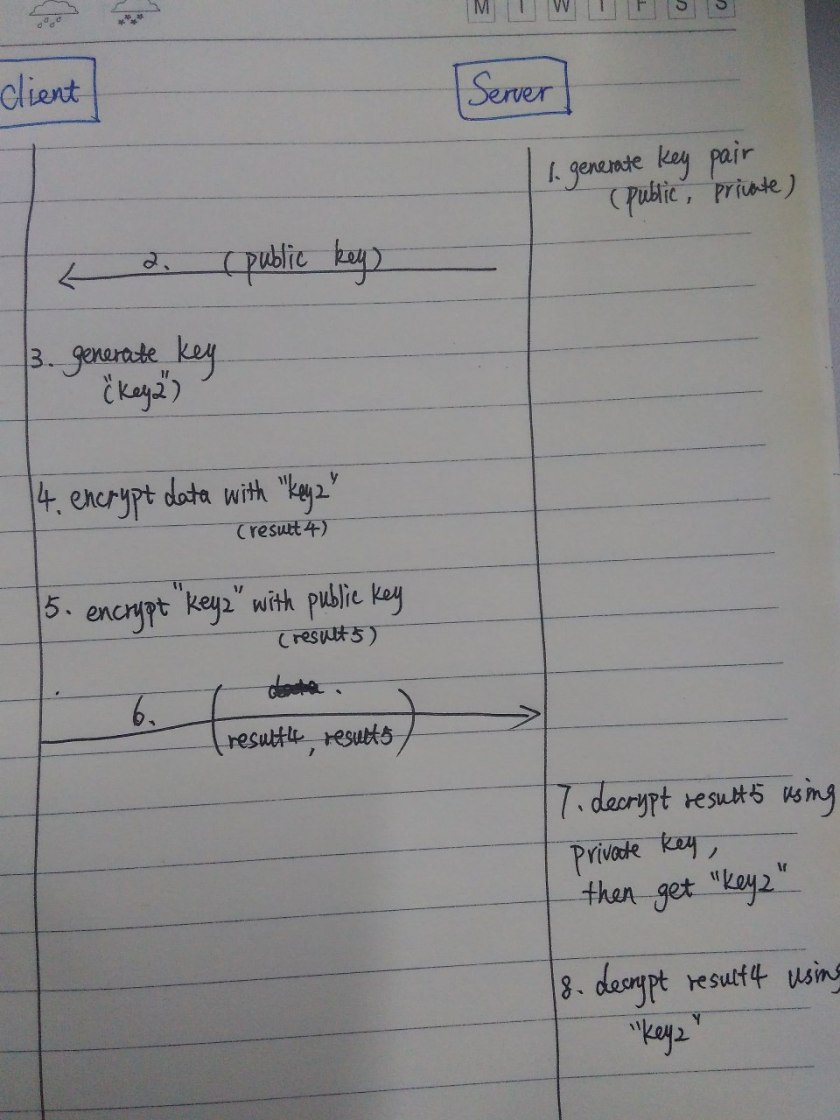 M T W T F S S
Client
Server
1. generate key pair
(public, private)
2. (public key)
3. generate key
("key2")
4. encrypt data with "key2"
(result4)
5. encrypt "key2" with public key
(result5)
6.
(result4, result5)
7. decrypt result5 using
private key,
then get "key2"
8. decrypt result4 using
"key2"